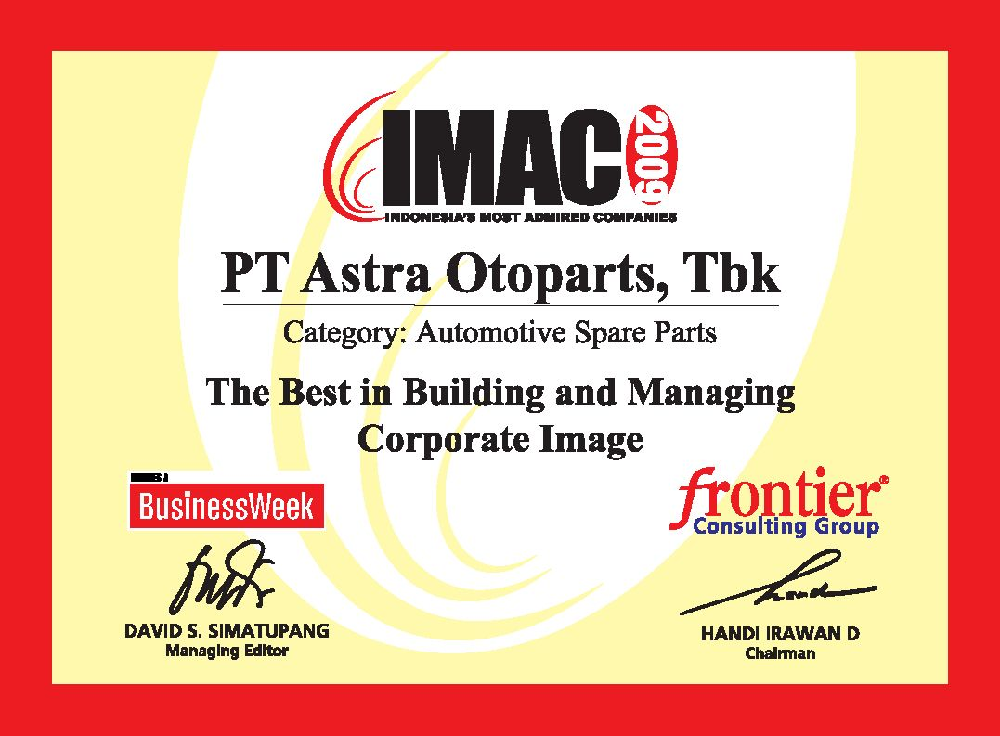 IMAC 2009
INDONESIA'S MOST ADMIRED COMPANIES
PT Astra Otoparts, Tbk
Category: Automotive Spare Parts
The Best in Building and Managing
Corporate Image
BusinessWeek
DAVID S. SIMATUPANG
Managing Editor
frontier®
Consulting Group
HANDI IRAWAN D
Chairman